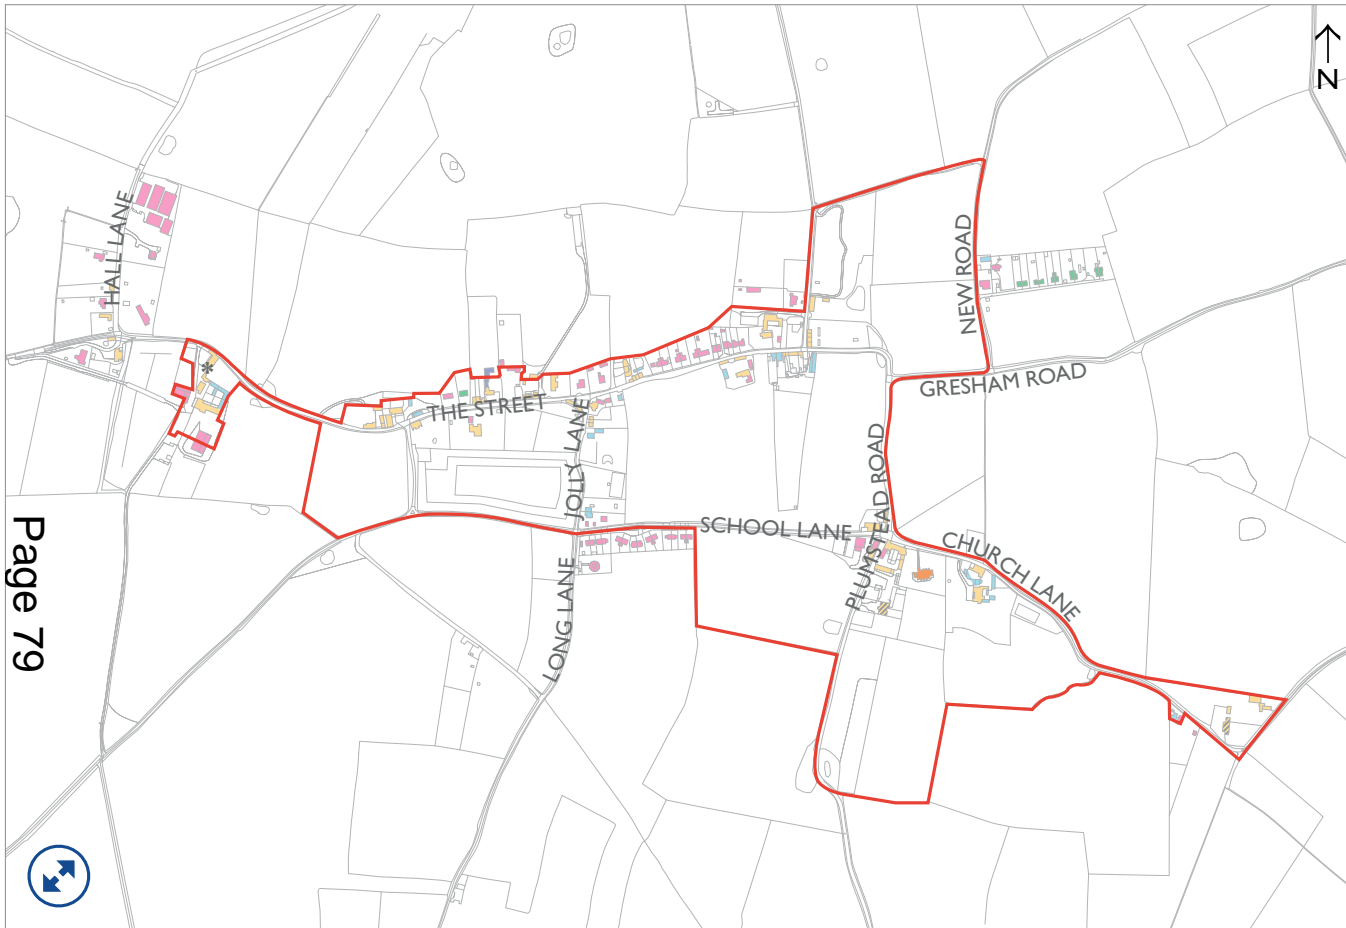 N
HALL LANE
NEW ROAD
GRESHAM ROAD
THE STREET
JOLLY LANE
PLUMSTEAD ROAD
SCHOOL LANE
CHURCH LANE
LONG LANE
Page 79
*